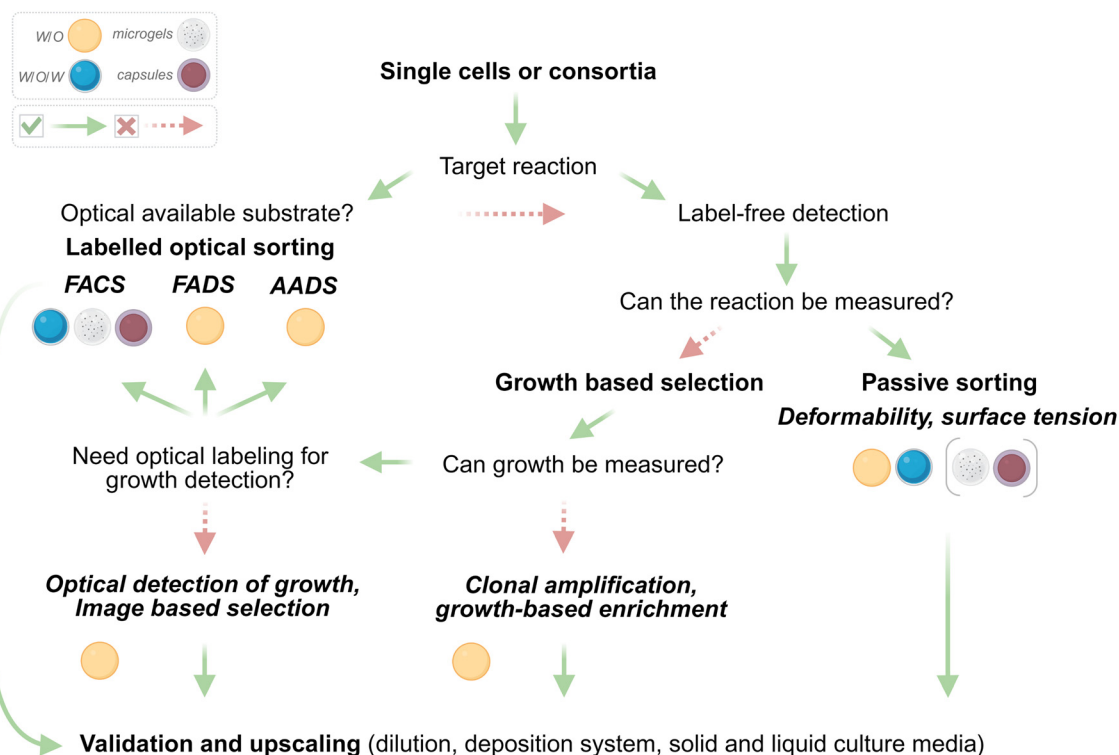 W/O
microgels
W/O/W
capsules
Single cells or consortia
Target reaction
Optical available substrate?
Label-free detection
Labelled optical sorting
FACS
FADS
AADS
Can the reaction be measured?
Growth based selection
Passive sorting
Deformability, surface tension
Need optical labeling for
growth detection?
Can growth be measured?
Optical detection of growth,
Image based selection
Clonal amplification,
growth-based enrichment
Validation and upscaling (dilution, deposition system, solid and liquid culture media)